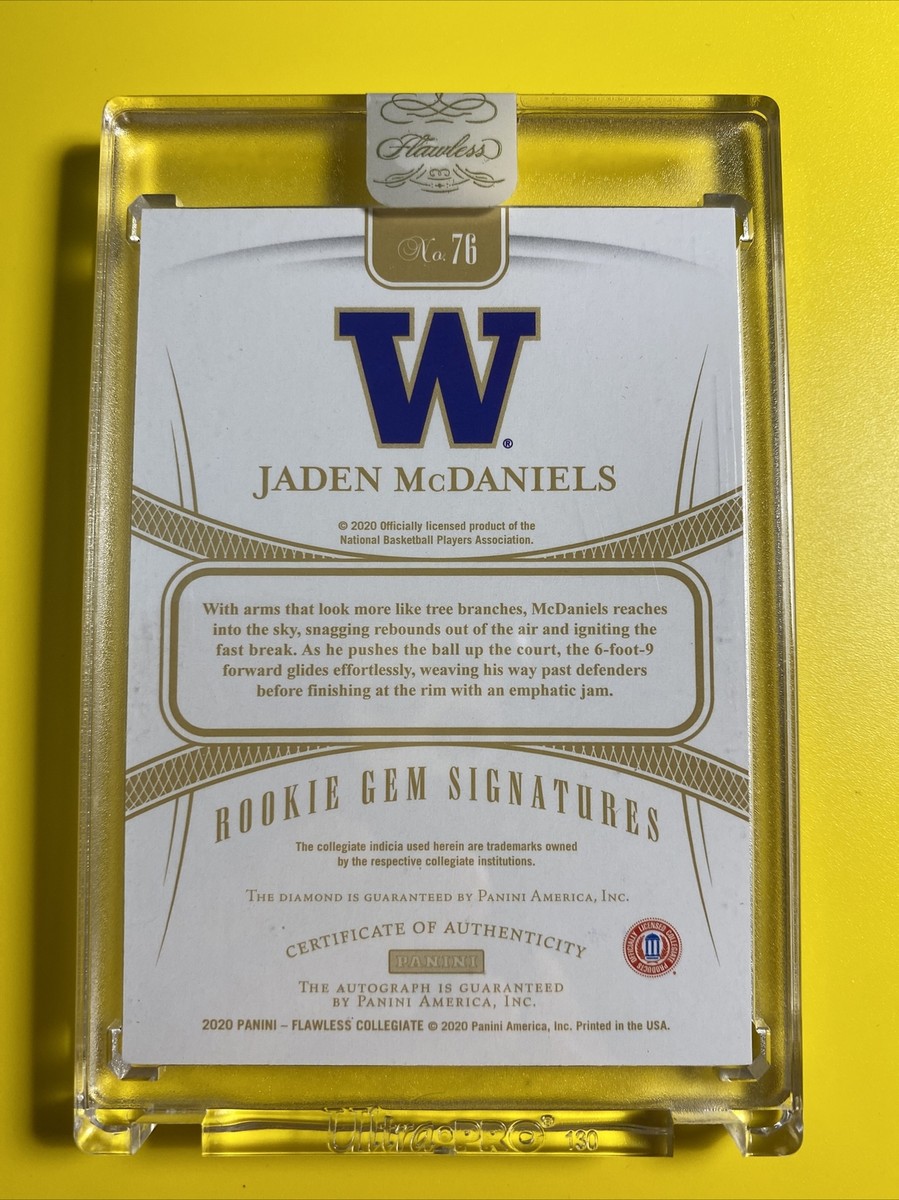 Flawless
No. 76
W
®
JADEN McDANIELS
© 2020 Officially licensed product of the
National Basketball Players Association.
With arms that look more like tree branches, McDaniels reaches
into the sky, snagging rebounds out of the air and igniting the
fast break. As he pushes the ball up the court, the 6-foot-9
forward glides effortlessly, weaving his way past defenders
before finishing at the rim with an emphatic jam.
ROOKIE GEM SIGNATURES
The collegiate indicia used herein are trademarks owned
by the respective collegiate institutions.
THE DIAMOND IS GUARANTEED BY PANINI AMERICA, INC.
CERTIFICATE OF AUTHENTICITY
PANINI
OFFICIALLY LICENSED COLLEGIATE PRODUCTS
THE AUTOGRAPH IS GUARANTEED
BY PANINI AMERICA, INC.
2020 PANINI – FLAWLESS COLLEGIATE © 2020 Panini America, Inc. Printed in the USA.
Ultra•PRO® 130